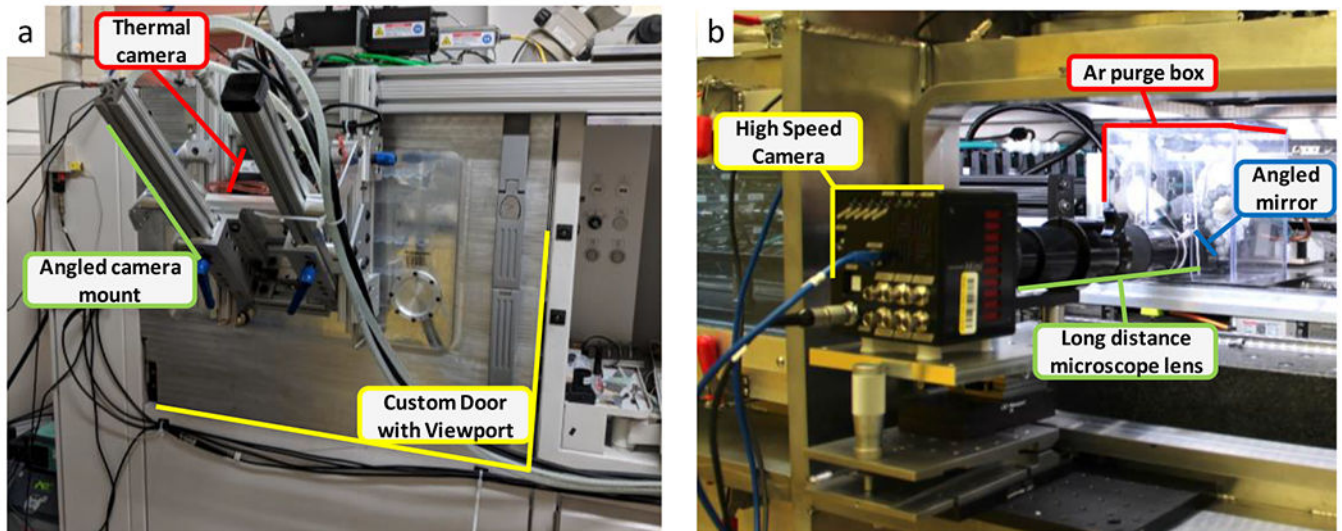 a
Thermal
camera
Angled camera
mount
Custom Door
with Viewport
b
High Speed
Camera
Ar purge box
Angled
mirror
Long distance
microscope lens